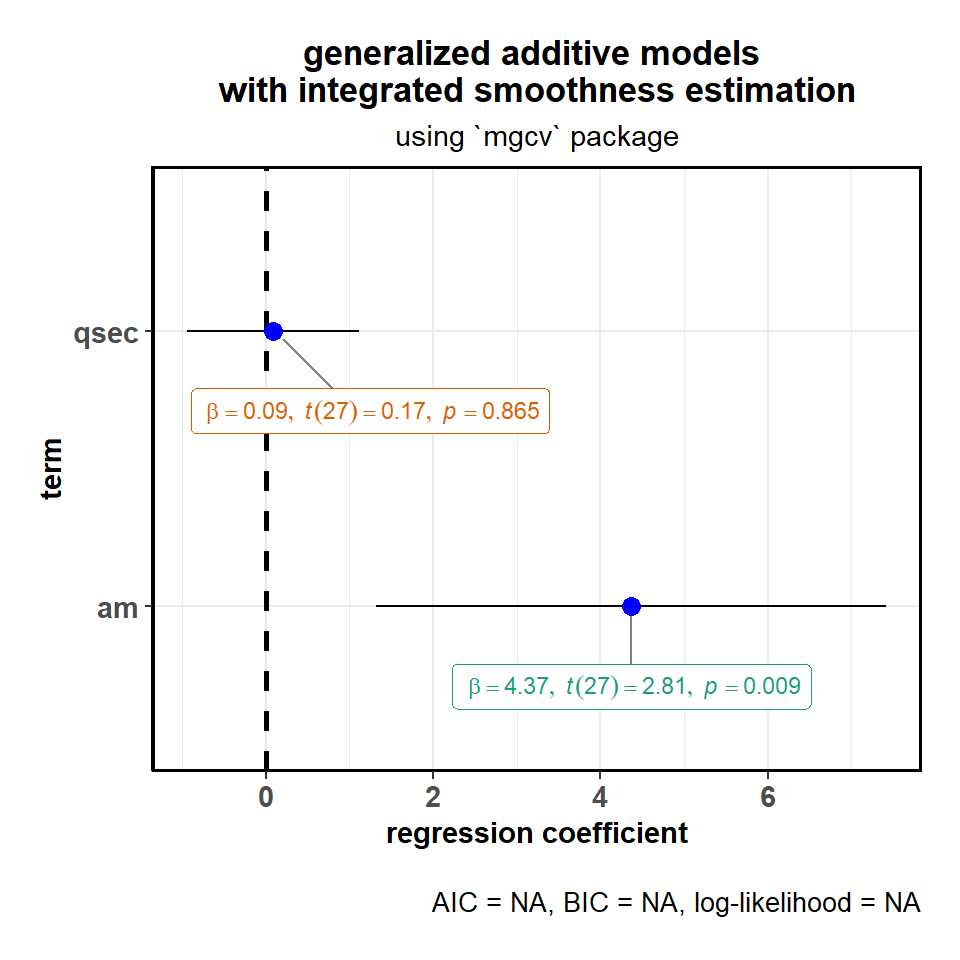 generalized additive models
with integrated smoothness estimation
using `mgcv` package
qsec
β = 0.09, t(27) = 0.17, p = 0.865
term
am
β = 4.37, t(27) = 2.81, p = 0.009
0 2 4 6
regression coefficient
AIC = NA, BIC = NA, log-likelihood = NA